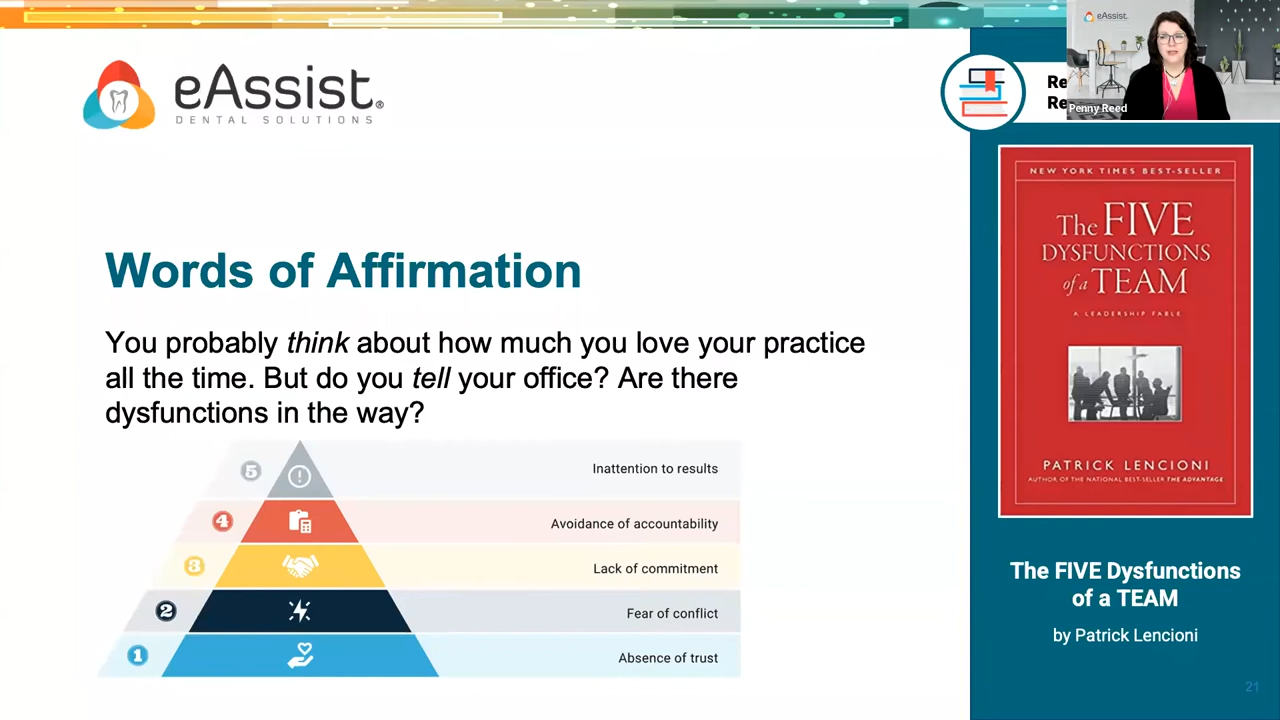 eAssist®
DENTAL SOLUTIONS
Words of Affirmation
You probably think about how much you love your practice
all the time. But do you tell your office? Are there
dysfunctions in the way?
5 Inattention to results
4 Avoidance of accountability
3 Lack of commitment
2 Fear of conflict
1 Absence of trust
eAssist.
Penny Reed
NEW YORK TIMES BEST-SELLER
The FIVE
DYSFUNCTIONS
of a TEAM
A LEADERSHIP FABLE
PATRICK LENCIONI
AUTHOR OF THE NATIONAL BEST-SELLER THE ADVANTAGE
The FIVE Dysfunctions
of a TEAM
by Patrick Lencioni
21